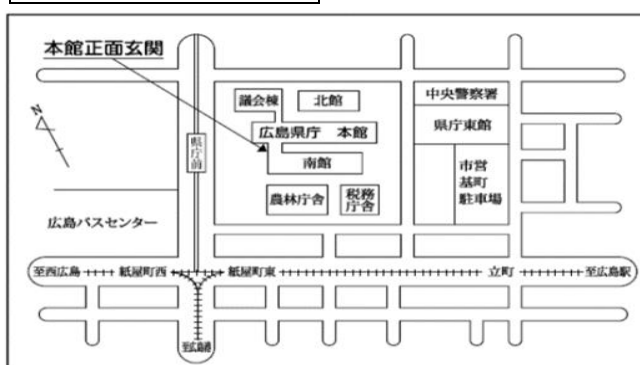 本館正面玄関
議会棟
北館
中央警察署
広島県庁 本館
県庁東館
県庁前
南館
市営
基町
駐車場
農林庁舎
税務
庁舎
広島バスセンター
N
至西広島
紙屋町西
紙屋町東
立町
至広島駅
至広島港